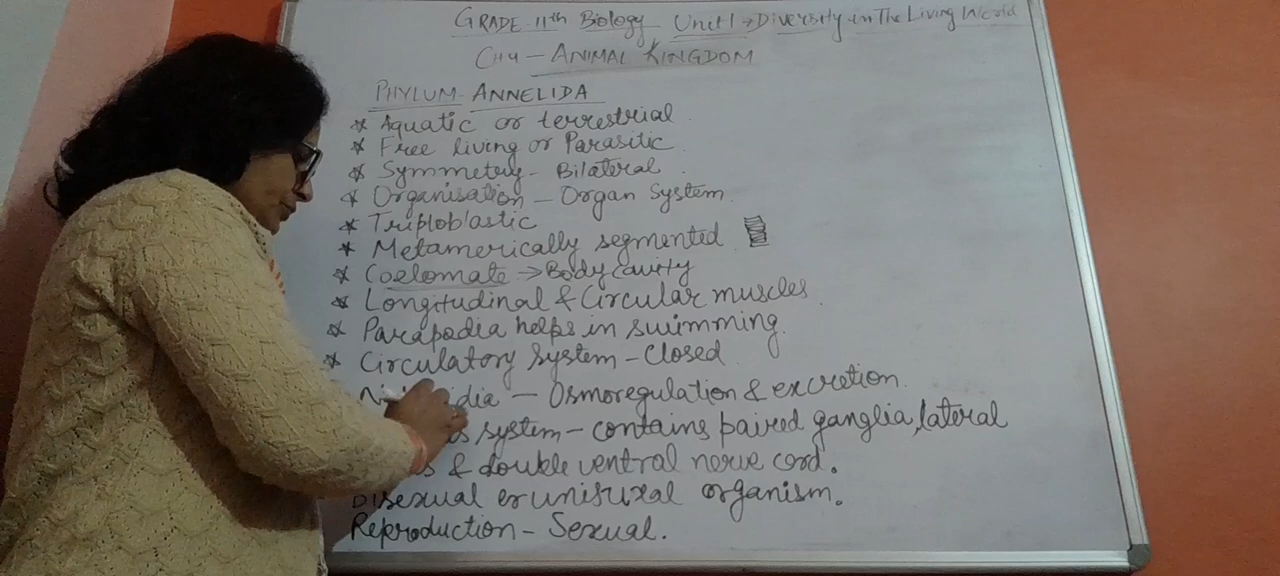 GRADE 11th Biology Unit 1 → Diversity in The Living World
CH4 - ANIMAL KINGDOM
PHYLUM ANNELIDA
* Aquatic or terrestrial
* Free living or Parasitic
* Symmetry - Bilateral
* Organisation - Organ System
* Triploblastic
* Metamerically segmented
* Coelomate → Body cavity
* Longitudinal & Circular muscles
* Parapodia helps in swimming.
* Circulatory System - Closed
dia - Osmoregulation & excretion.
s system - contains paired ganglia, lateral
s & double ventral nerve cord.
Bisexual or unisexual organism.
Reproduction - Sexual.